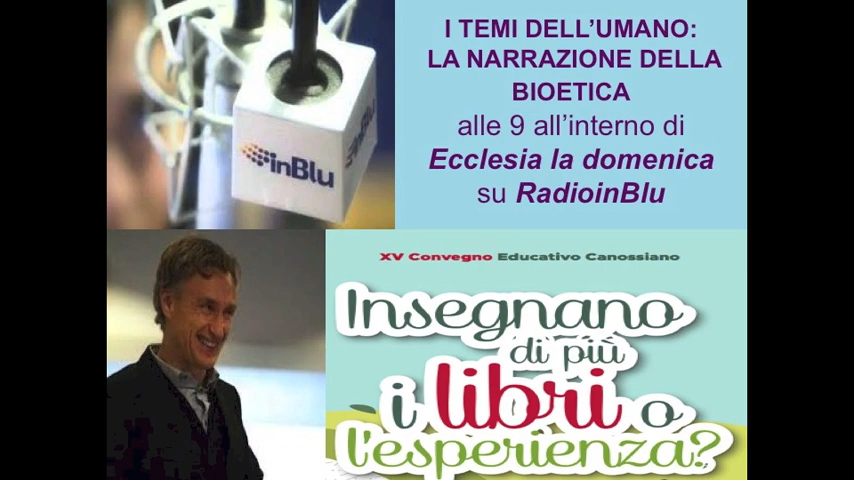 inBlu
inBlu
I TEMI DELL’UMANO:
LA NARRAZIONE DELLA
BIOETICA
alle 9 all’interno di
Ecclesia la domenica
su RadioinBlu
XV Convegno Educativo Canossiano
Insegnano
di più
i libri o
l'esperienza?